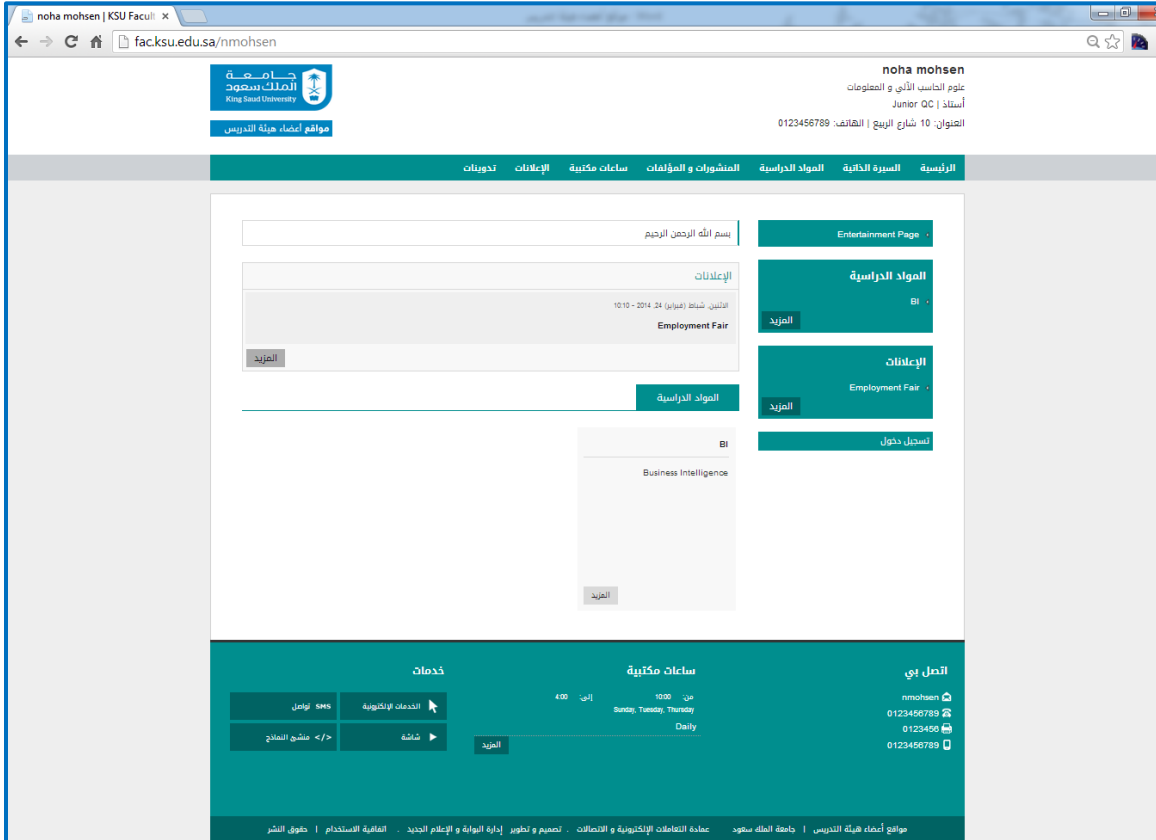 noha mohsen | KSU Facul
fac.ksu.edu.sa/nmohsen
جامعة
الملك سعود
King Saud University
مواقع أعضاء هيئة التدريس
noha mohsen
علوم الحاسب الألي و المعلومات
أستاذ | Junior QC
العنوان: 10 شارع الربيع | الهاتف: 0123456789
الرئيسية السيرة الذاتية المواد الدراسية المنشورات و المؤلفات ساعات مكتبية الإعلانات تدوينات
Entertainment Page
المواد الدراسية
BI
المزيد
الإعلانات
Employment Fair
المزيد
تسجيل دخول
بسم الله الرحمن الرحيم
الإعلانات
الاثنين, شباط (فبراير) 24, 2014 - 10:10
Employment Fair
المزيد
المواد الدراسية
BI
Business Intelligence
المزيد
اتصل بي
nmohsen
0123456789
0123456
0123456789
ساعات مكتبية
من: 10:00 إلى: 4:00
Sunday, Tuesday, Thursday
Daily
المزيد
خدمات
الخدمات الإلكترونية
SMS تواصل
شاشة
</> منشئ النماذج
مواقع أعضاء هيئة التدريس | جامعة الملك سعود عمادة التعاملات الإلكترونية و الاتصالات . تصميم و تطوير إدارة البوابة و الإعلام الجديد . اتفاقية الاستخدام | حقوق النشر